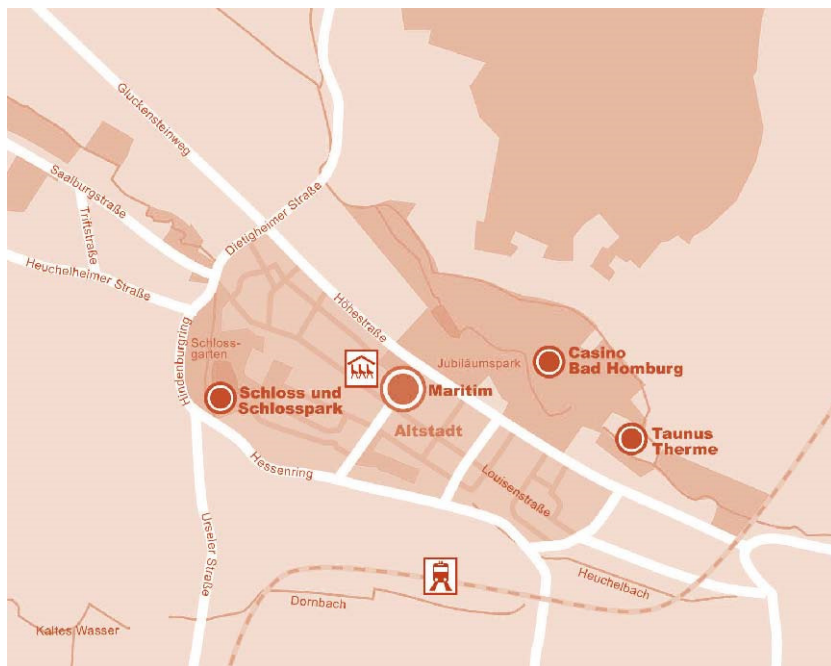 Gluckensteinweg
Saalburgstraße
Triftstraße
Dietigheimer Straße
Heuchelheimer Straße
Hindenburgring
Schloss-
garten
Höhestraße
Jubiläumspark
Casino
Bad Homburg
Schloss und
Schlosspark
Maritim
Altstadt
Taunus
Therme
Hessenring
Louisenstraße
Urseler Straße
Heuchelbach
Dornbach
Kaltes Wasser